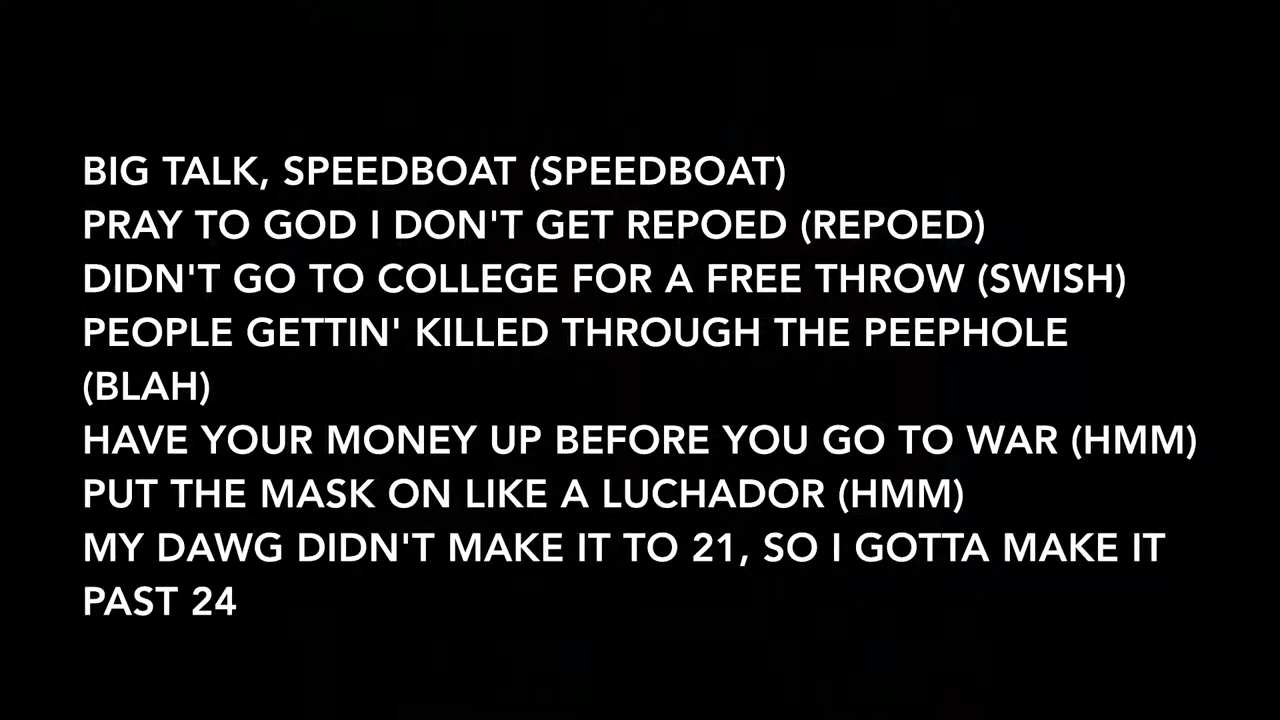 BIG TALK, SPEEDBOAT (SPEEDBOAT)
PRAY TO GOD I DON'T GET REPOED (REPOED)
DIDN'T GO TO COLLEGE FOR A FREE THROW (SWISH)
PEOPLE GETTIN' KILLED THROUGH THE PEEPHOLE
(BLAH)
HAVE YOUR MONEY UP BEFORE YOU GO TO WAR (HMM)
PUT THE MASK ON LIKE A LUCHADOR (HMM)
MY DAWG DIDN'T MAKE IT TO 21, SO I GOTTA MAKE IT
PAST 24